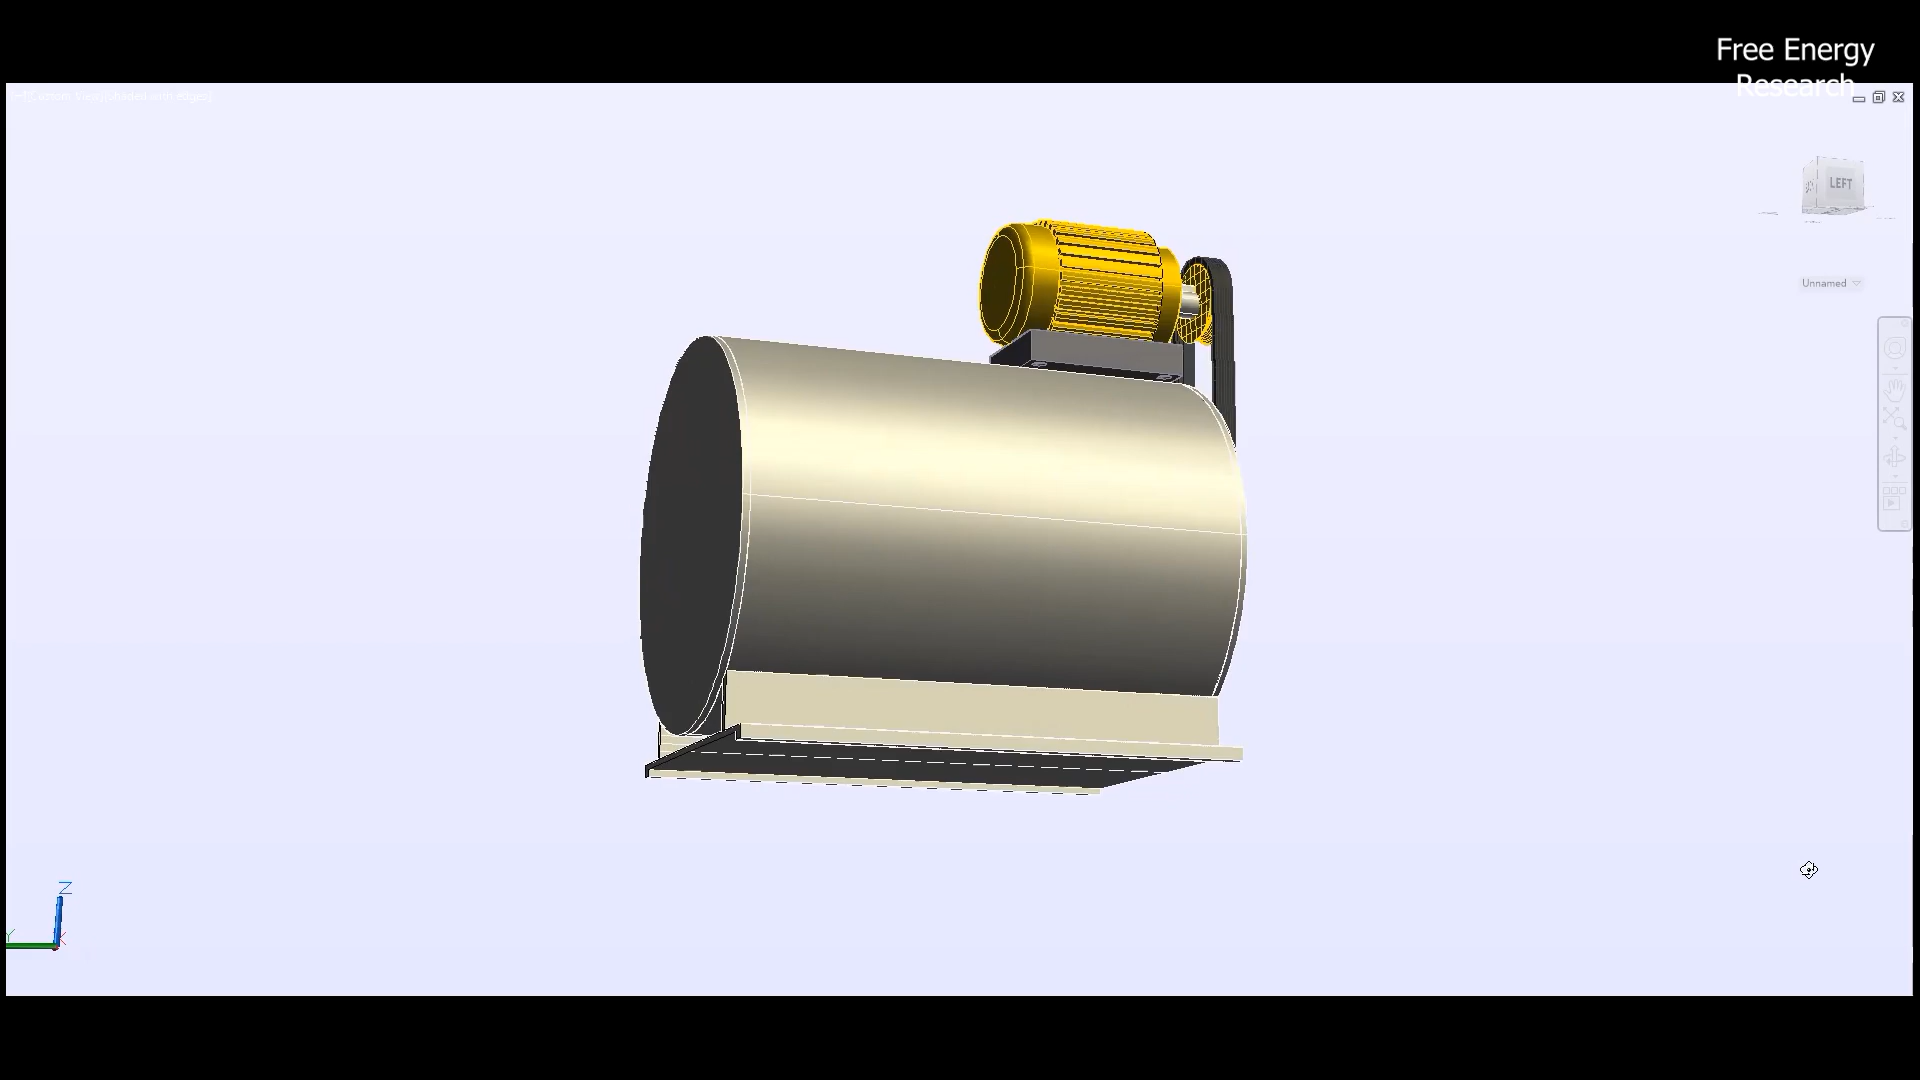 Free Energy
Research
LEFT
Unnamed
Z
Y
X